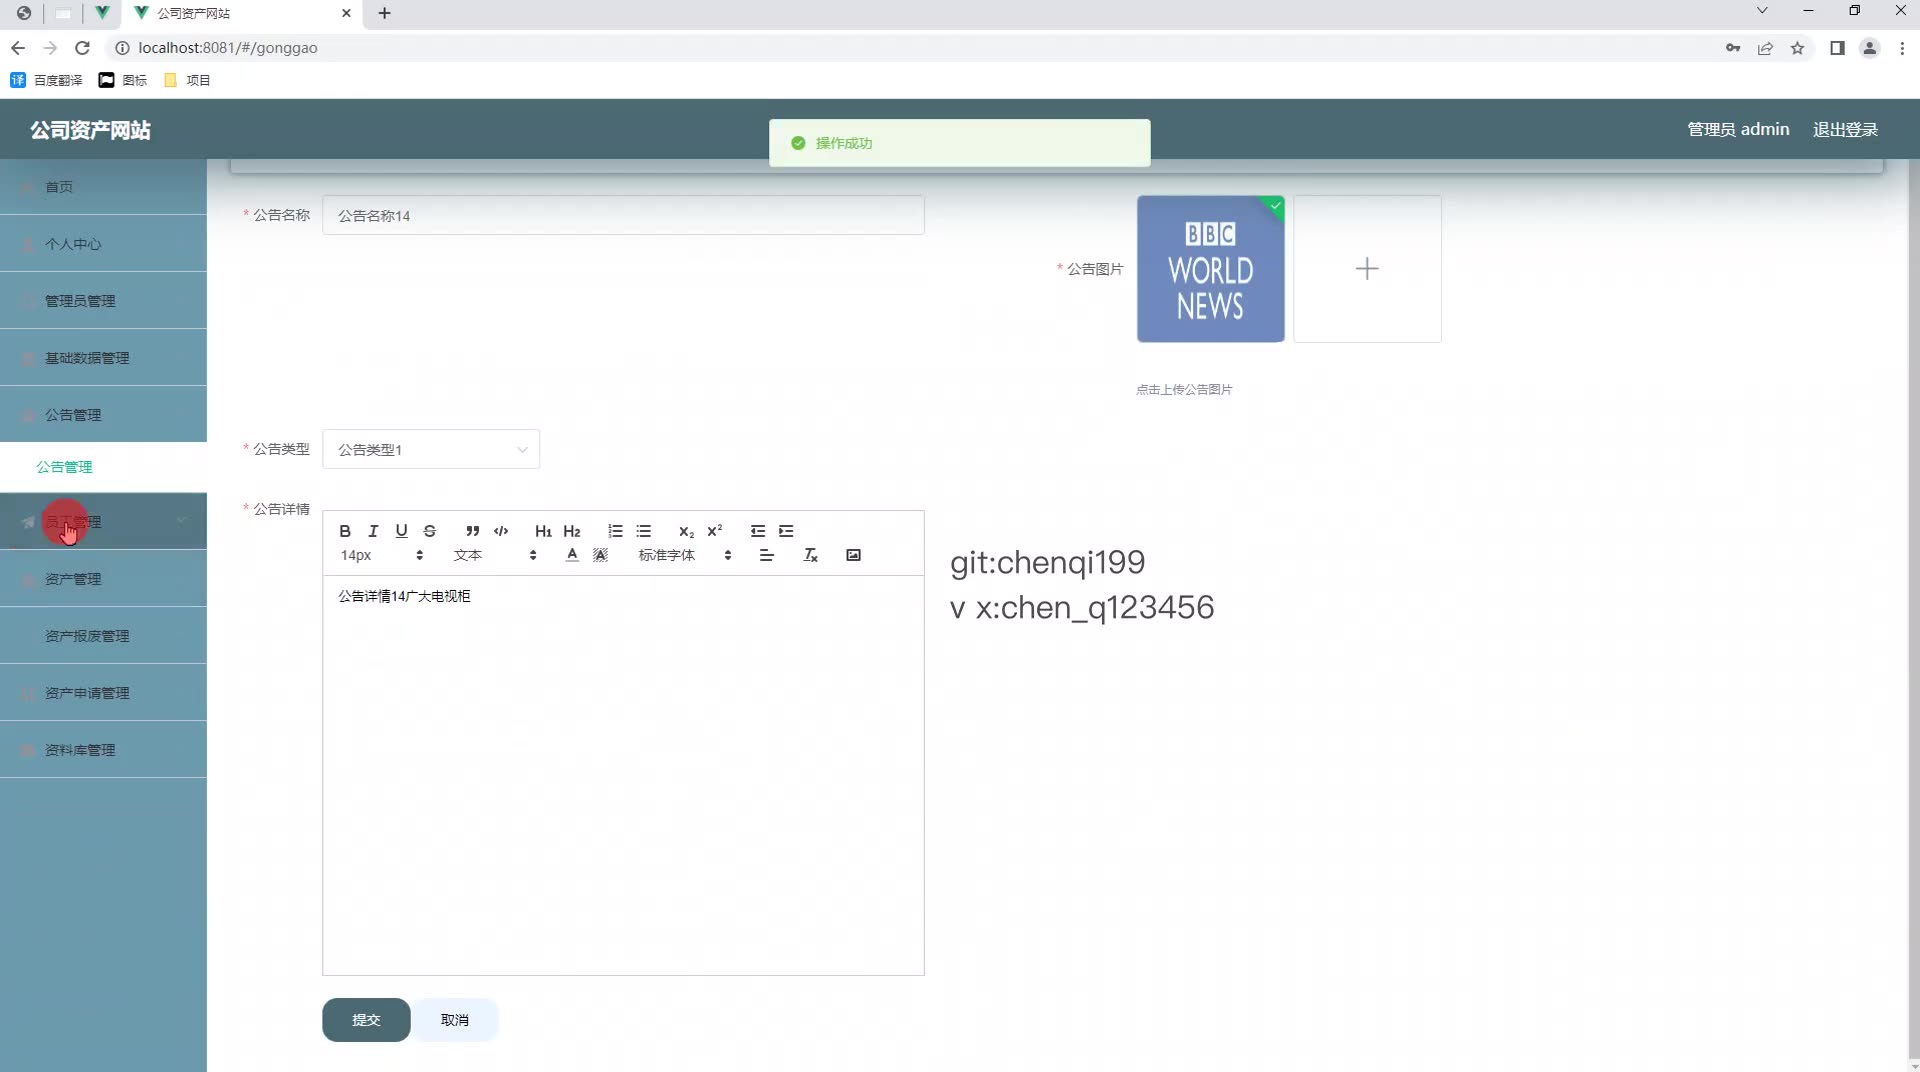 公司资产网站
localhost:8081/#/gonggao
译 百度翻译 图标 项目
公司资产网站
操作成功
管理员 admin 退出登录
首页
个人中心
管理员管理
基础数据管理
公告管理
公告管理
员工管理
资产管理
资产报废管理
资产申请管理
资料库管理
* 公告名称 公告名称14
* 公告图片
BBC
WORLD
NEWS
点击上传公告图片
* 公告类型 公告类型1
* 公告详情
14px 文本 标准字体
公告详情14广大电视柜
git:chenqi199
v x:chen_q123456
提交 取消